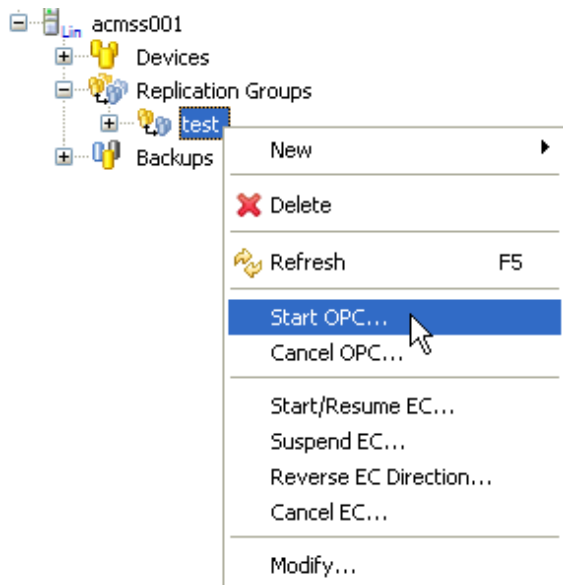 Lin acmss001
Devices
Replication Groups
test
Backups
New
Delete
Refresh F5
Start OPC...
Cancel OPC...
Start/Resume EC...
Suspend EC...
Reverse EC Direction...
Cancel EC...
Modify...